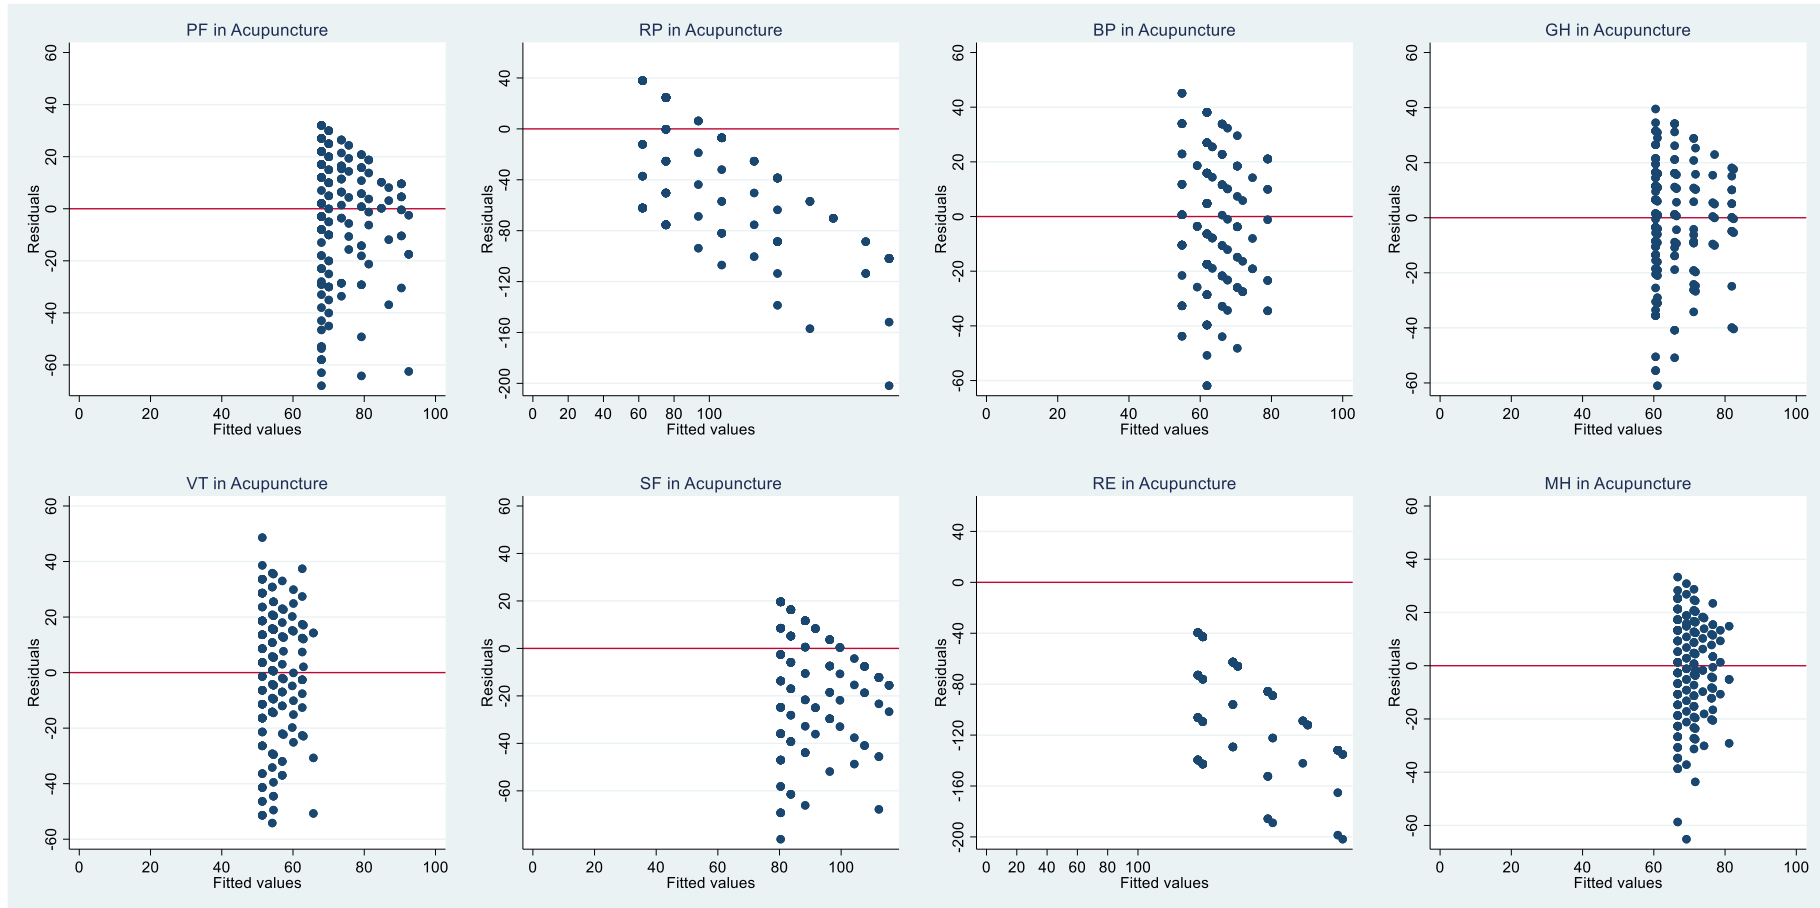 PF in Acupuncture
Residuals
60
40
20
0
-20
-40
-60
0 20 40 60 80 100
Fitted values
RP in Acupuncture
Residuals
40
0
-40
-80
-120
-160
-200
0 20 40 60 80 100
Fitted values
BP in Acupuncture
Residuals
60
40
20
0
-20
-40
-60
0 20 40 60 80 100
Fitted values
GH in Acupuncture
Residuals
60
40
20
0
-20
-40
-60
0 20 40 60 80 100
Fitted values
VT in Acupuncture
Residuals
60
40
20
0
-20
-40
-60
0 20 40 60 80 100
Fitted values
SF in Acupuncture
Residuals
60
40
20
0
-20
-40
-60
0 20 40 60 80 100
Fitted values
RE in Acupuncture
Residuals
40
0
-40
-80
-120
-160
-200
0 20 40 60 80 100
Fitted values
MH in Acupuncture
Residuals
60
40
20
0
-20
-40
-60
0 20 40 60 80 100
Fitted values